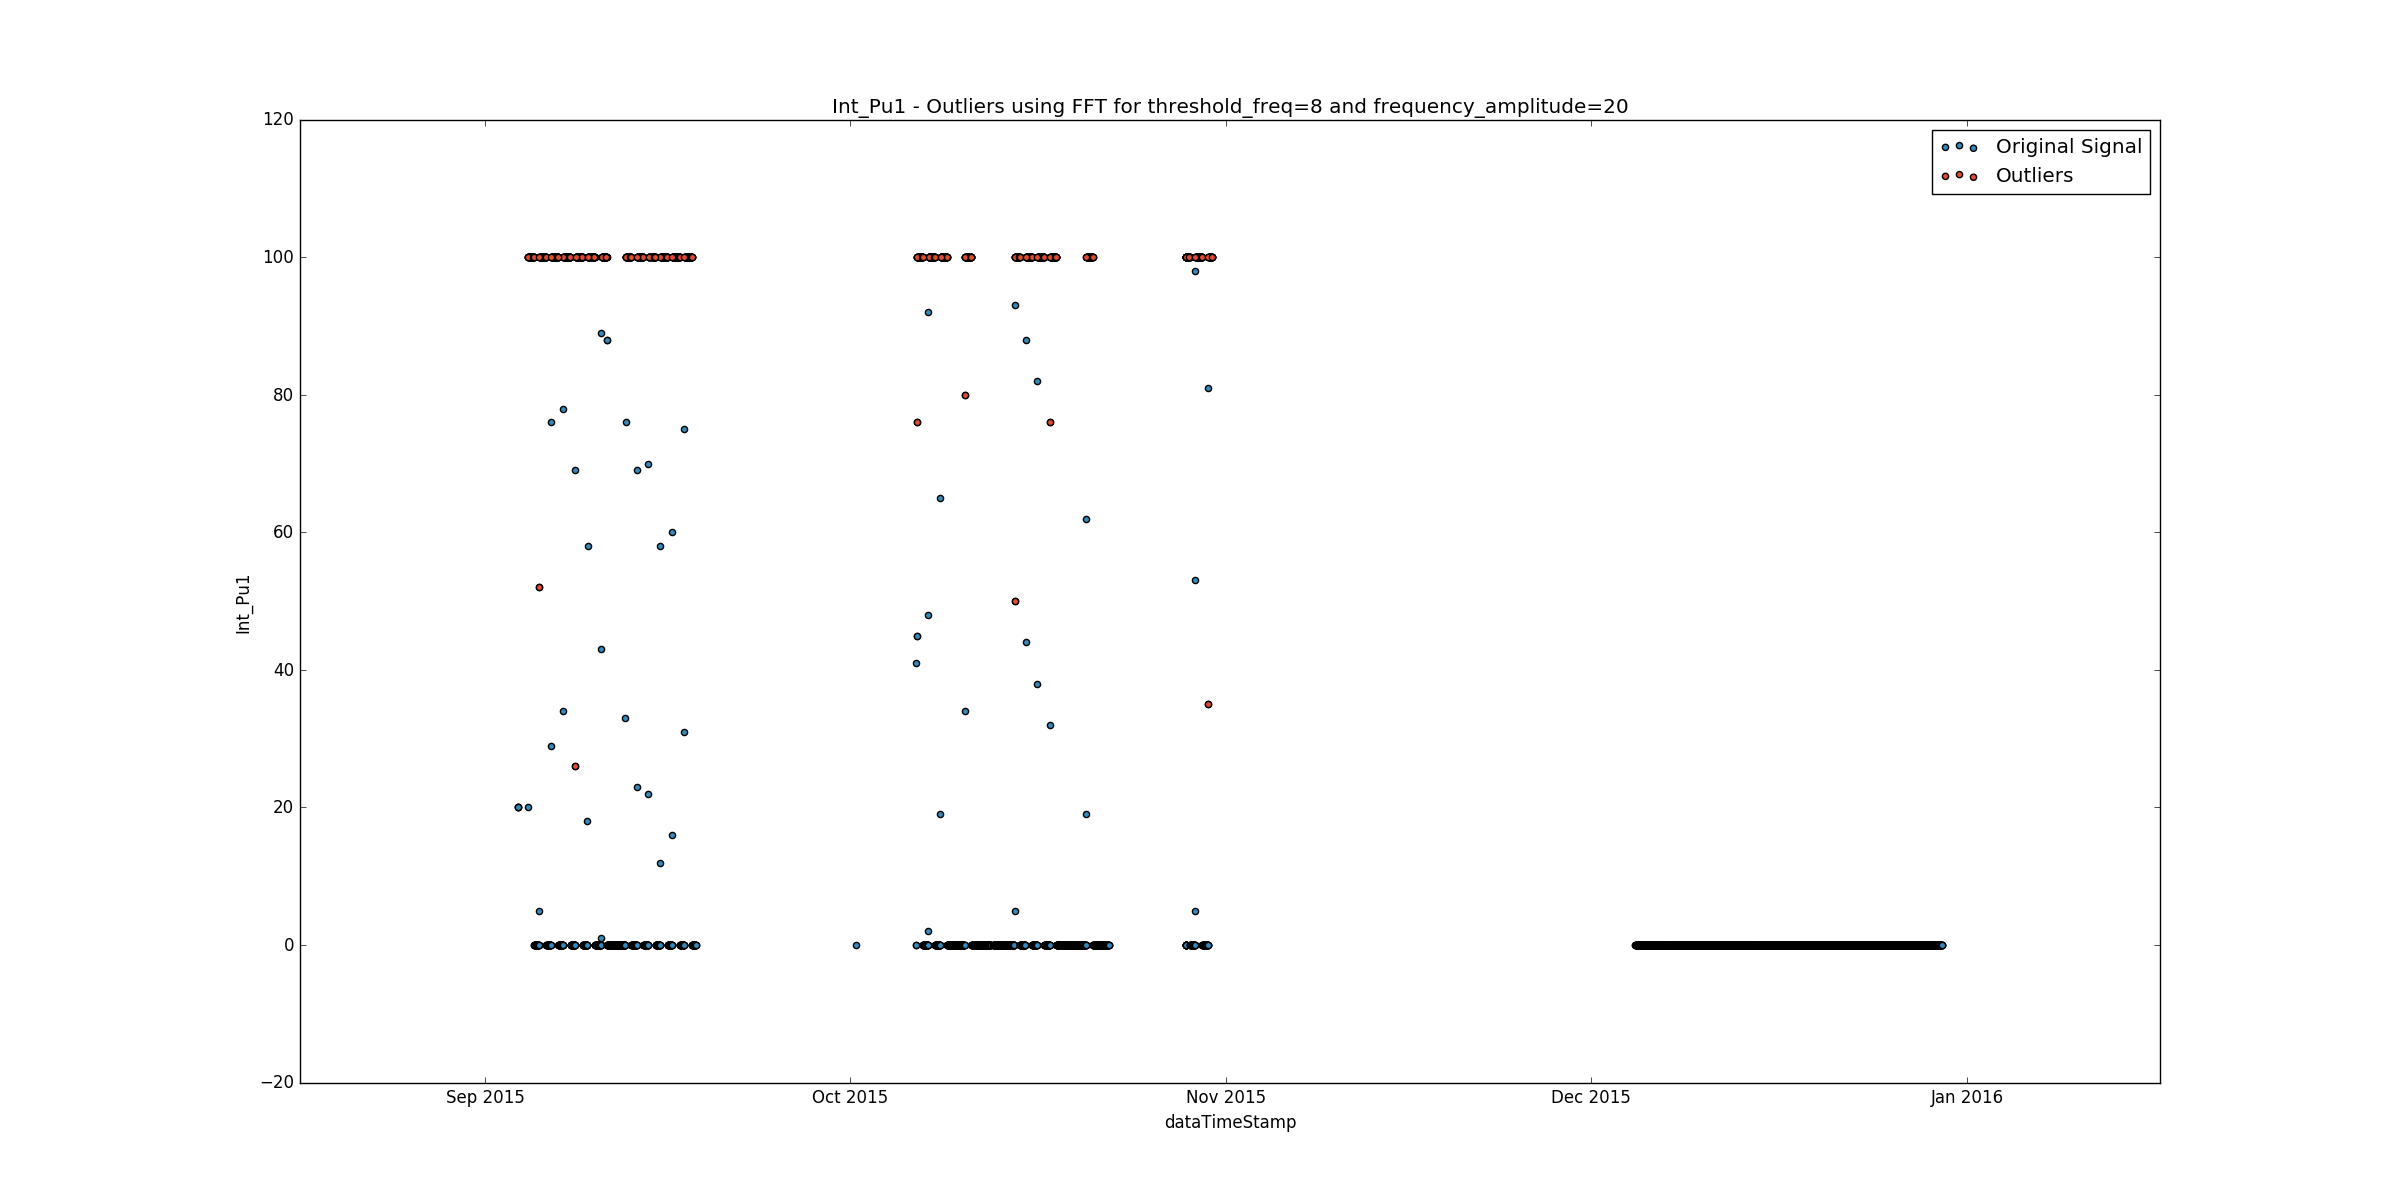 Int_Pu1 - Outliers using FFT for threshold_freq=8 and frequency_amplitude=20
120
Original Signal
Outliers
100
80
60
Int_Pu1
40
20
0
−20
Sep 2015 Oct 2015 Nov 2015 Dec 2015 Jan 2016
dataTimeStamp